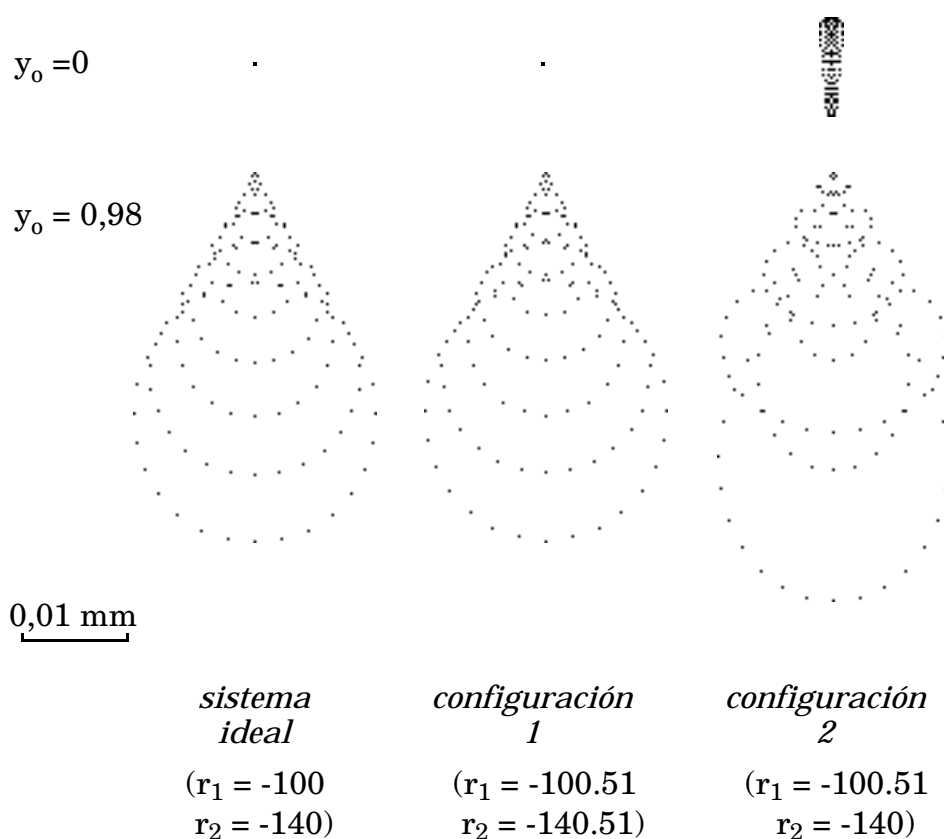 y₀ =0
y₀ = 0,98
0,01 mm
sistema ideal
configuración 1
configuración 2
(r₁ = -100
r₂ = -140)
(r₁ = -100.51
r₂ = -140.51)
(r₁ = -100.51
r₂ = -140)